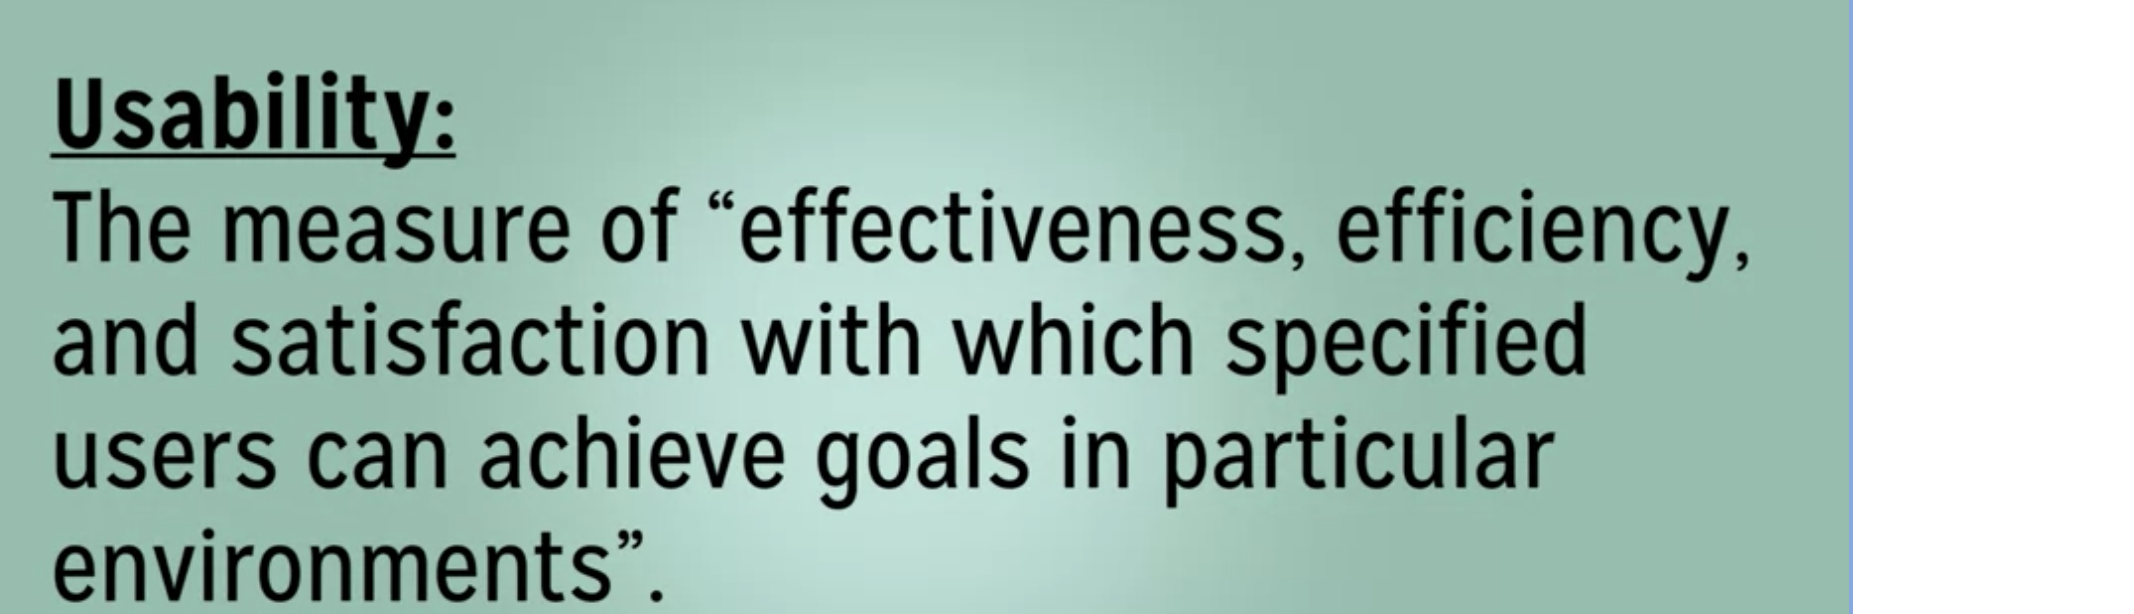 Usability:
The measure of “effectiveness, efficiency,
and satisfaction with which specified
users can achieve goals in particular
environments”.